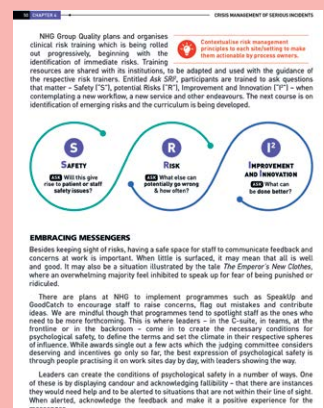 10 CHAPTER 4
CRISIS MANAGEMENT OF SERIOUS INCIDENTS
NHG Group Quality plans and organises
clinical risk training which is being rolled
out progressively, beginning with the
identification of immediate risks. Training
Contextualise risk management
principles to each site/setting to make
them actionable by process owners.
resources are shared with its institutions, to be adapted and used with the guidance of
the respective risk trainers. Entitled Ask SRI², participants are trained to ask questions
that matter – Safety ("S"), potential Risks ("R"), Improvement and Innovation ("I²") – when
contemplating a new workflow, a new service and other endeavours. The next course is on
identification of emerging risks and the curriculum is being developed.
S
SAFETY
ASK Will this give
rise to patient or staff
safety issues?
R
RISK
ASK What else can
potentially go wrong
& how often?
I²
IMPROVEMENT
AND INNOVATION
ASK What can
be done better?
EMBRACING MESSENGERS
Besides keeping sight of risks, having a safe space for staff to communicate feedback and
concerns at work is important. When little is surfaced, it may mean that all is well
and good. It may also be a situation illustrated by the tale The Emperor's New Clothes,
where an overwhelming majority feel inhibited to speak up for fear of being punished or
ridiculed.
There are plans at NHG to implement programmes such as SpeakUp and
GoodCatch to encourage staff to raise concerns, flag out mistakes and contribute
ideas. We are mindful though that programmes tend to spotlight staff as the ones who
need to be more forthcoming. This is where leaders – in the C-suite, in teams, at the
frontline or in the backroom – come in to create the necessary conditions for
psychological safety, to define the terms and set the climate in their respective spheres
of influence. While awards single out a few acts which the judging committee considers
deserving and incentives go only so far, the best expression of psychological safety is
through people practising it on work sites day by day, with leaders showing the way.
Leaders can create the conditions of psychological safety in a number of ways. One
of these is by displaying candour and acknowledging fallibility – that there are instances
they would need help and to be alerted to situations that are not within their line of sight.
When alerted, acknowledge the feedback and make it a positive experience for the